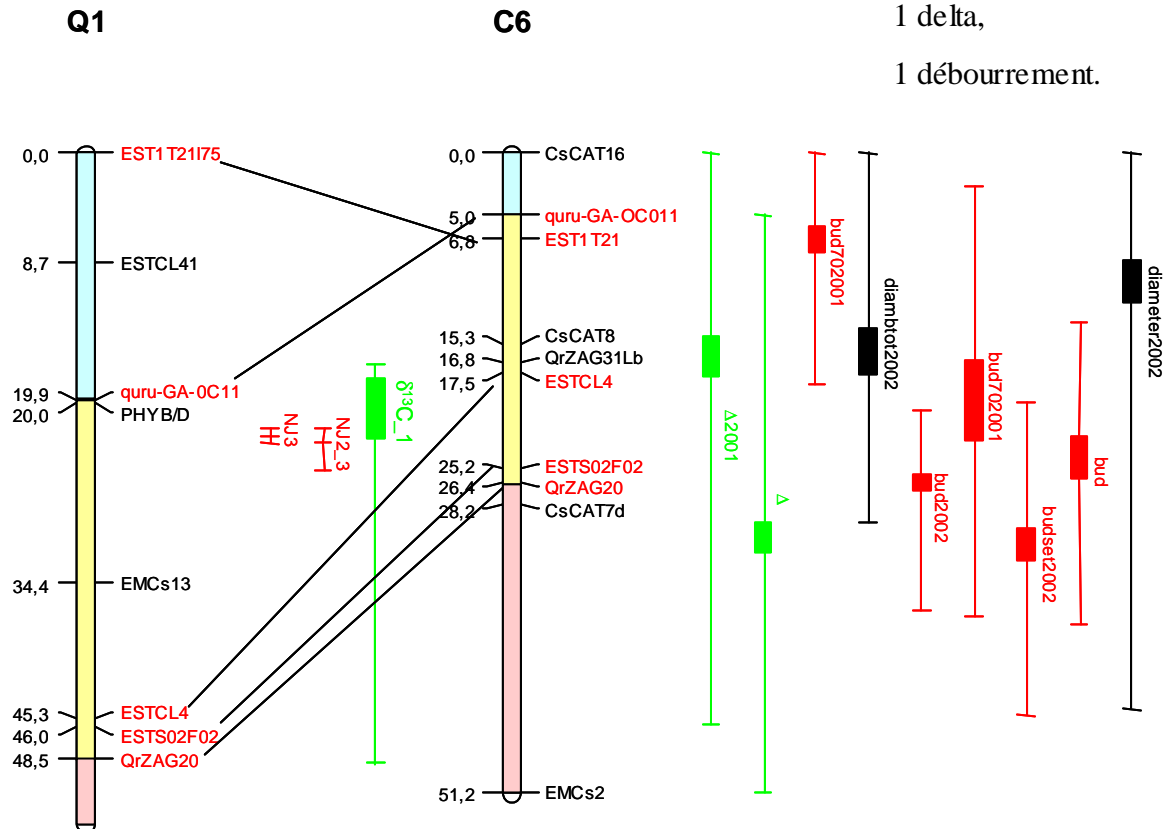 Q1
C6
1 delta,
1 débourrement.
0,0
EST1T21I75
8,7
ESTCL41
19,9
quru-GA-0C11
20,0
PHYB/D
34,4
EMCs13
45,3
ESTCL4
46,0
ESTS02F02
48,5
QrZAG20
NJ3
NJ2_3
δ¹³C_1
0,0
CsCAT16
5,0
quru-GA-OC011
6,8
EST1T21
15,3
CsCAT8
16,8
QrZAG31Lb
17,5
ESTCL4
25,2
ESTS02F02
26,4
QrZAG20
28,2
CsCAT7d
51,2
EMCs2
Δ2001
Δ
bud702001
diambtot2002
bud2002
bud702001
budset2002
bud
diameter2002